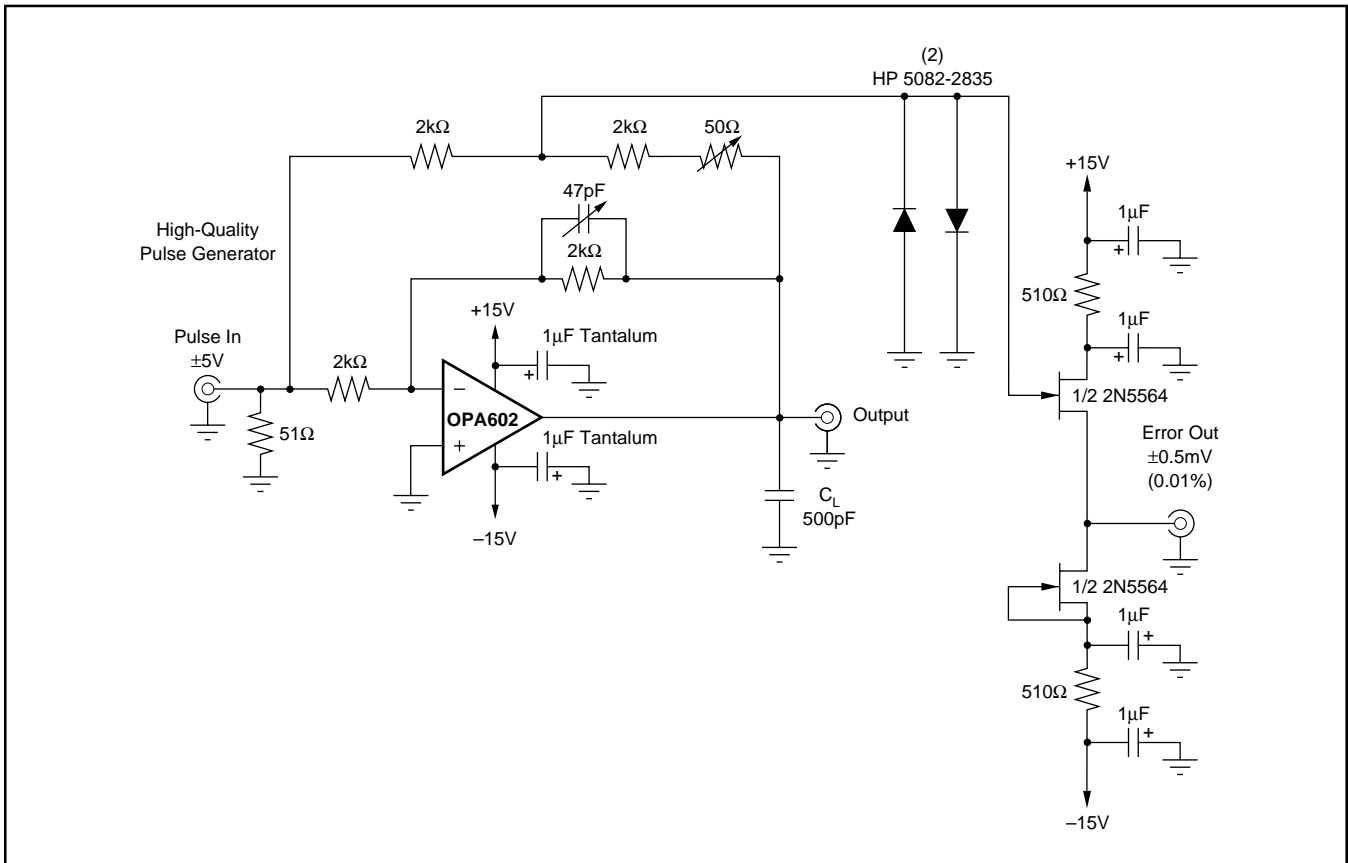 (2)
HP 5082-2835
2kΩ
2kΩ
50Ω
+15V
47pF
1µF
+
High-Quality
Pulse Generator
2kΩ
510Ω
+15V
1µF
+
Pulse In
±5V
1µF Tantalum
+
2kΩ
–
OPA602
+
1/2 2N5564
Output
51Ω
1µF Tantalum
+
Error Out
±0.5mV
(0.01%)
CL
500pF
–15V
1/2 2N5564
1µF
+
510Ω
1µF
+
–15V